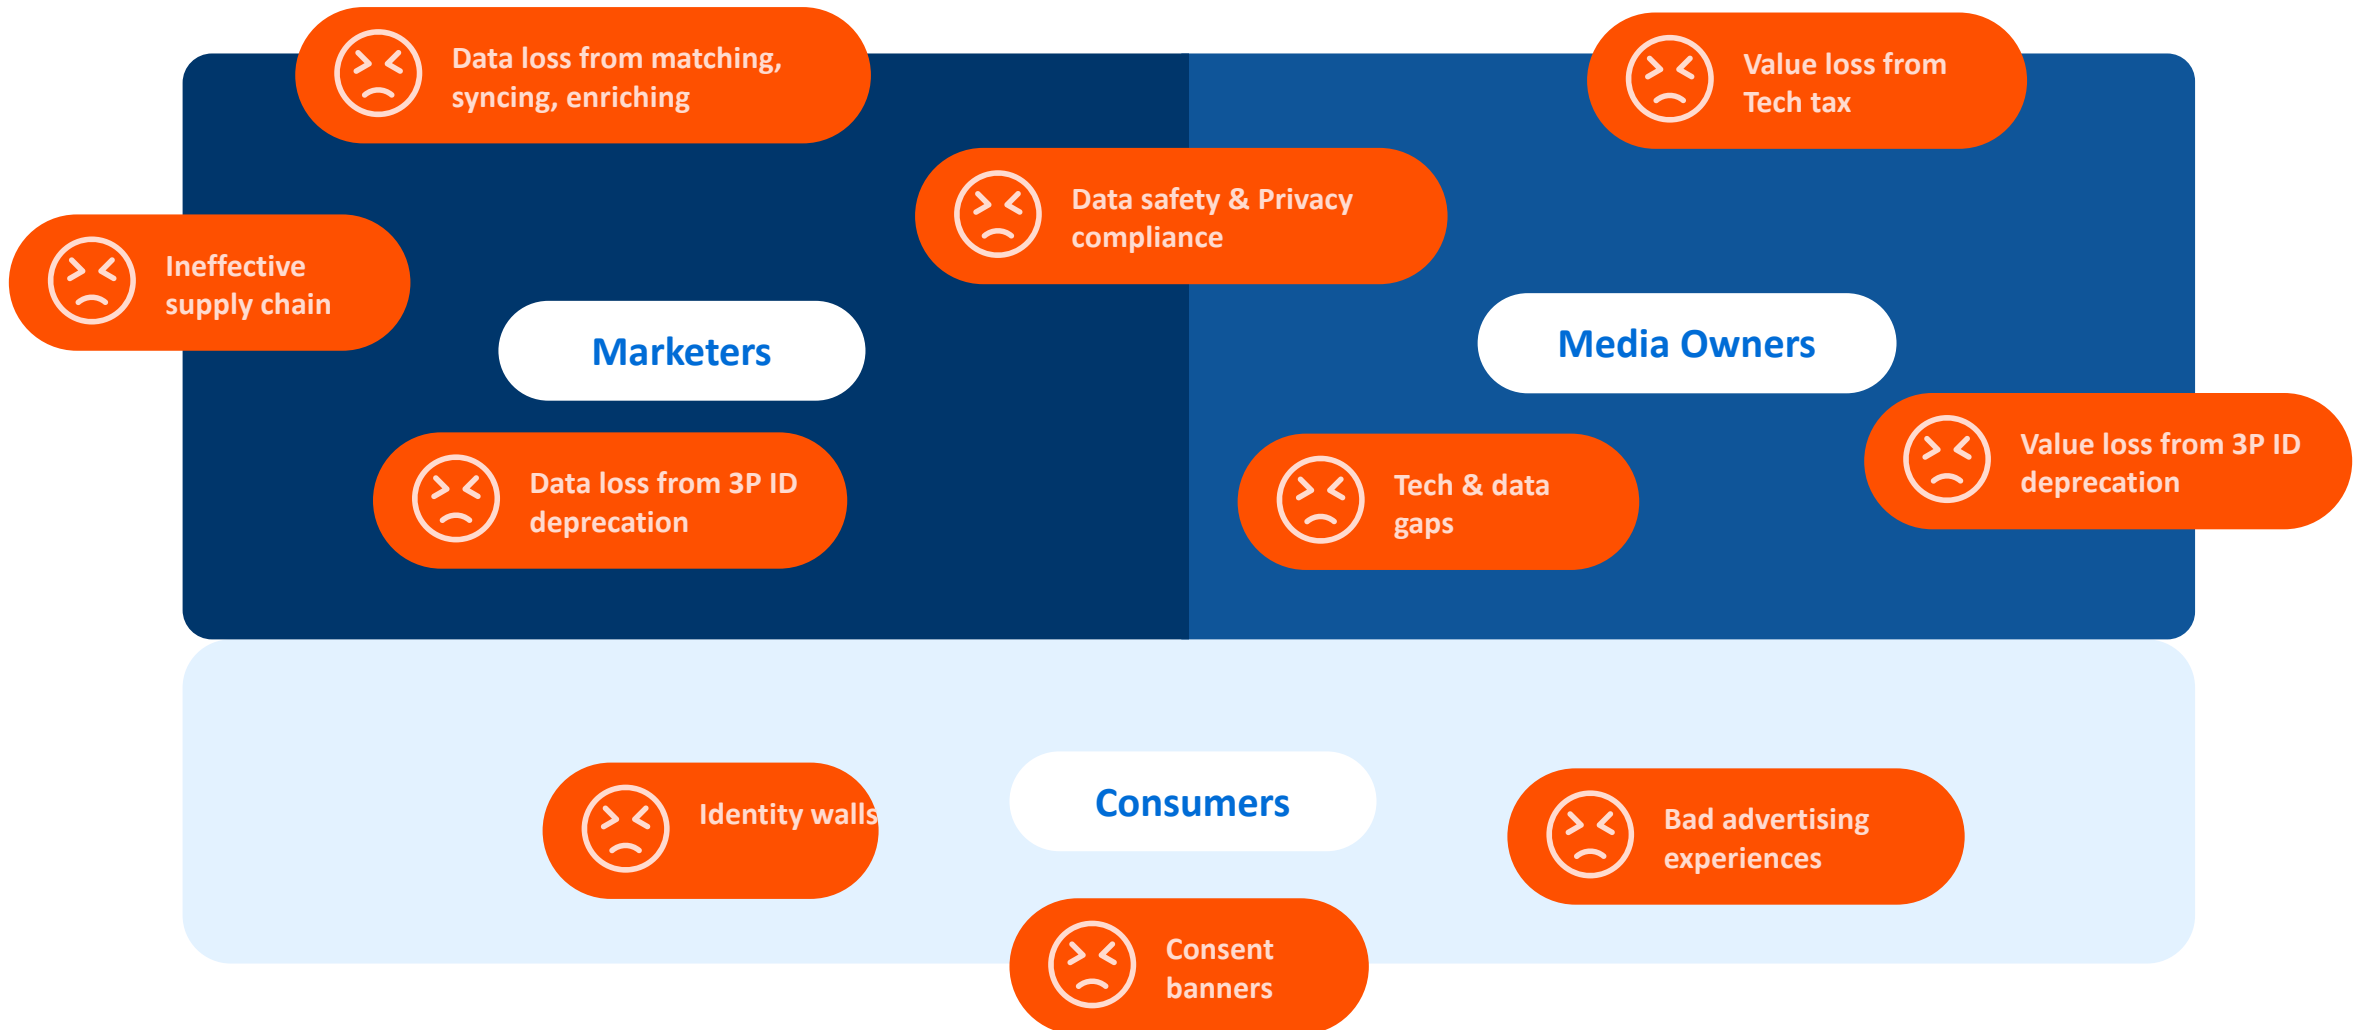 Data loss from matching,
syncing, enriching
Value loss from
Tech tax
Data safety & Privacy
compliance
Ineffective
supply chain
Marketers
Media Owners
Data loss from 3P ID
deprecation
Tech & data
gaps
Value loss from 3P ID
deprecation
Identity walls
Consumers
Bad advertising
experiences
Consent
banners